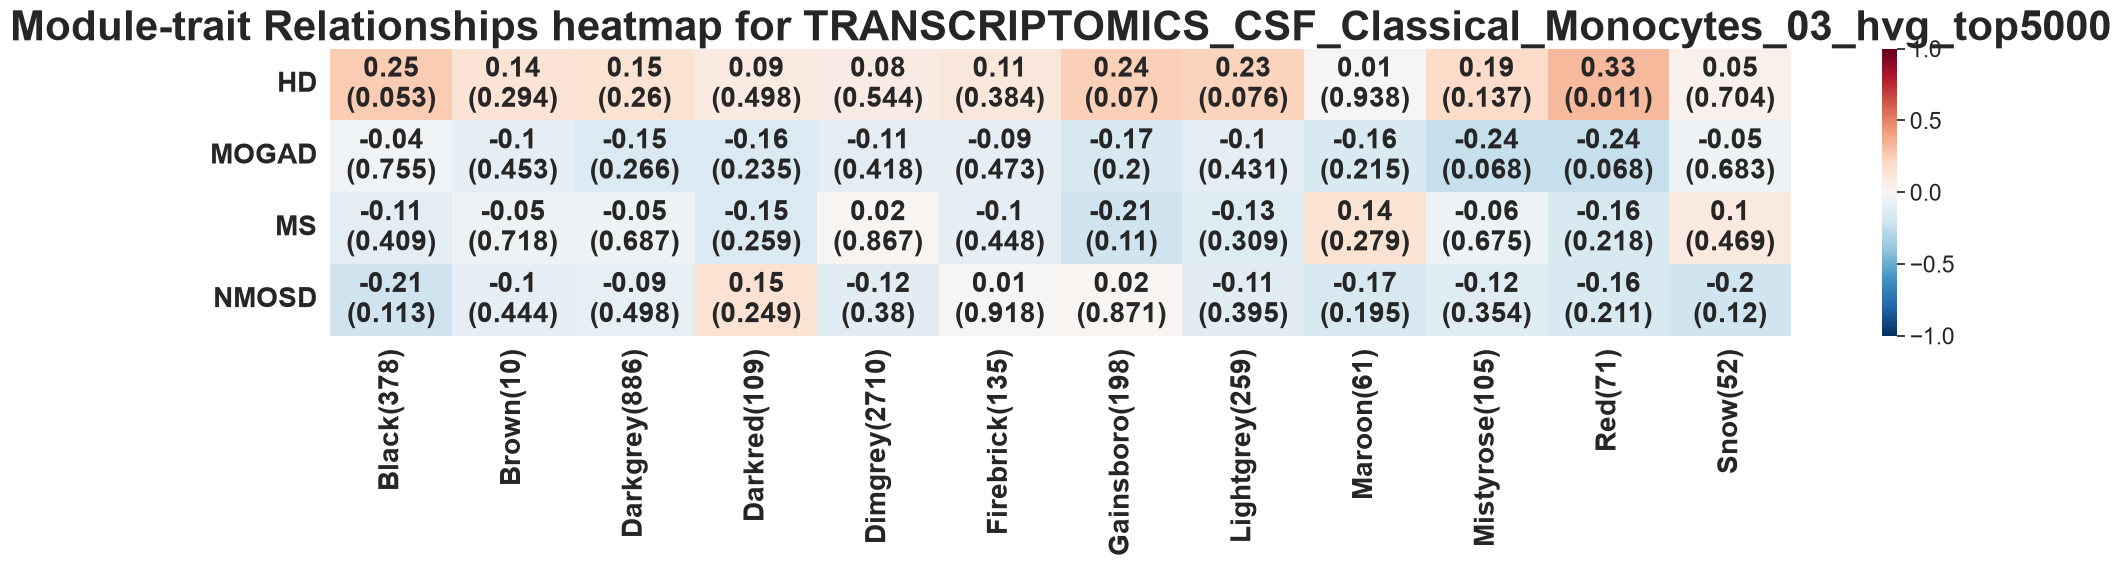 Module-trait Relationships heatmap for TRANSCRIPTOMICS_CSF_Classical_Monocytes_03_hvg_top5000
HD 0.25 0.14 0.15 0.09 0.08 0.11 0.24 0.23 0.01 0.19 0.33 0.05
(0.053) (0.294) (0.26) (0.498) (0.544) (0.384) (0.07) (0.076) (0.938) (0.137) (0.011) (0.704)
MOGAD -0.04 -0.1 -0.15 -0.16 -0.11 -0.09 -0.17 -0.1 -0.16 -0.24 -0.24 -0.05
(0.755) (0.453) (0.266) (0.235) (0.418) (0.473) (0.2) (0.431) (0.215) (0.068) (0.068) (0.683)
MS -0.11 -0.05 -0.05 -0.15 0.02 -0.1 -0.21 -0.13 0.14 -0.06 -0.16 0.1
(0.409) (0.718) (0.687) (0.259) (0.867) (0.448) (0.11) (0.309) (0.279) (0.675) (0.218) (0.469)
NMOSD -0.21 -0.1 -0.09 0.15 -0.12 0.01 0.02 -0.11 -0.17 -0.12 -0.16 -0.2
(0.113) (0.444) (0.498) (0.249) (0.38) (0.918) (0.871) (0.395) (0.195) (0.354) (0.211) (0.12)
Black(378)
Brown(10)
Darkgrey(886)
Darkred(109)
Dimgrey(2710)
Firebrick(135)
Gainsboro(198)
Lightgrey(259)
Maroon(61)
Mistyrose(105)
Red(71)
Snow(52)
1.0
0.5
0.0
−0.5
−1.0